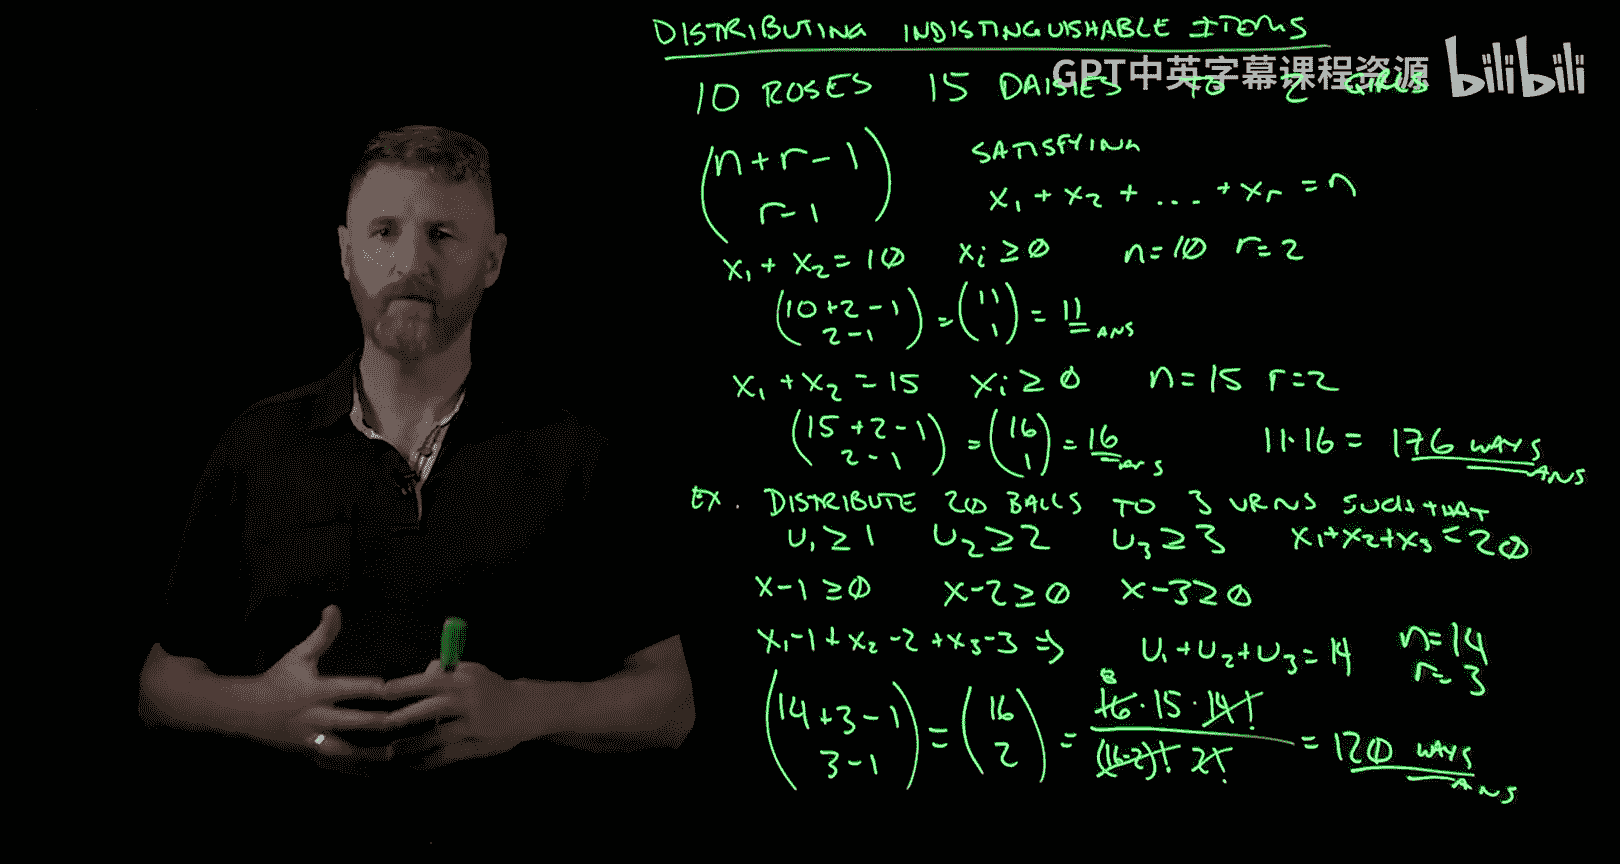 DISTRIBUTING INDISTINGUISHABLE ITEMS
GPT中英字幕课程资源 bilibili
10 ROSES 15 DAISIES TO 2 GIRLS
(n+r-1
r-1) SATISFYING
x₁ + x₂ + ... + xᵣ = n
x₁ + x₂ = 10 xᵢ ≥ 0 n=10 r=2
(10+2-1
2-1) = (11
1) = 11 ANS
x₁ + x₂ = 15 xᵢ ≥ 0 n=15 r=2
(15+2-1
2-1) = (16
1) = 16 ANS 11·16 = 176 WAYS ANS
EX. DISTRIBUTE 20 BALLS TO 3 URNS SUCH THAT
U₁ ≥ 1 U₂ ≥ 2 U₃ ≥ 3 x₁+x₂+x₃ = 20
x-1 ≥ 0 x-2 ≥ 0 x-3 ≥ 0
x₁-1 + x₂-2 + x₃-3 ⇒ U₁+U₂+U₃ = 14 n=14
r=3
(14+3-1
3-1) = (16
2) = 8 16·15·14! / (16-2)! 2! = 120 WAYS ANS